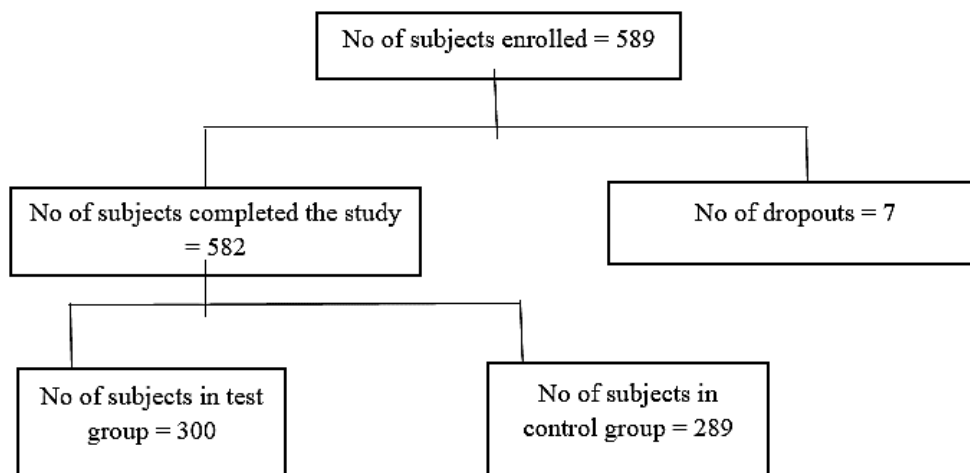 No of subjects enrolled = 589
No of subjects completed the study
= 582
No of dropouts = 7
No of subjects in test
group = 300
No of subjects in
control group = 289